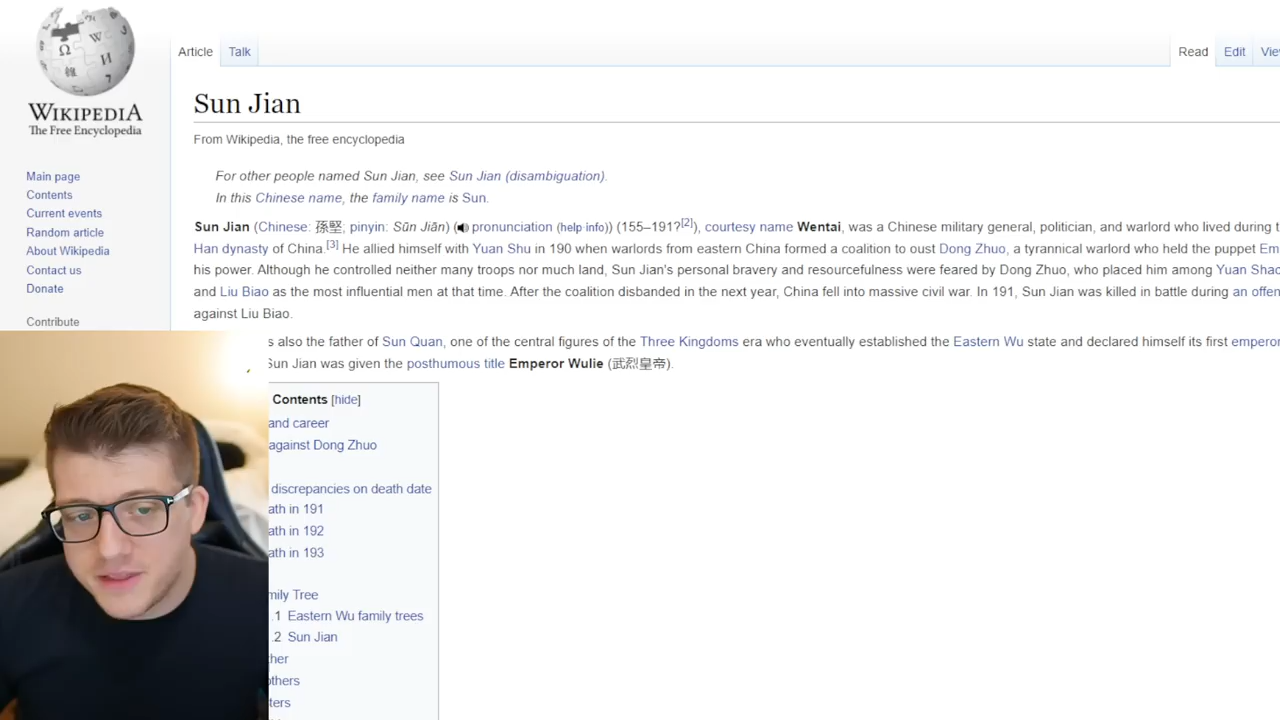 WIKIPEDIA
The Free Encyclopedia
Main page
Contents
Current events
Random article
About Wikipedia
Contact us
Donate
Contribute
Article Talk
Read Edit
Sun Jian
From Wikipedia, the free encyclopedia
For other people named Sun Jian, see Sun Jian (disambiguation).
In this Chinese name, the family name is Sun.
Sun Jian (Chinese: 孫堅; pinyin: Sūn Jiān) ( pronunciation (help info)) (155–191?[2]), courtesy name Wentai, was a Chinese military general, politician, and warlord who lived during t
Han dynasty of China.[3] He allied himself with Yuan Shu in 190 when warlords from eastern China formed a coalition to oust Dong Zhuo, a tyrannical warlord who held the puppet Em
his power. Although he controlled neither many troops nor much land, Sun Jian's personal bravery and resourcefulness were feared by Dong Zhuo, who placed him among Yuan Shao
and Liu Biao as the most influential men at that time. After the coalition disbanded in the next year, China fell into massive civil war. In 191, Sun Jian was killed in battle during an offen
against Liu Biao.
s also the father of Sun Quan, one of the central figures of the Three Kingdoms era who eventually established the Eastern Wu state and declared himself its first emperor
Sun Jian was given the posthumous title Emperor Wulie (武烈皇帝).
Contents [hide]
and career
against Dong Zhuo
discrepancies on death date
ath in 191
ath in 192
ath in 193
mily Tree
.1 Eastern Wu family trees
.2 Sun Jian
ther
others
ters